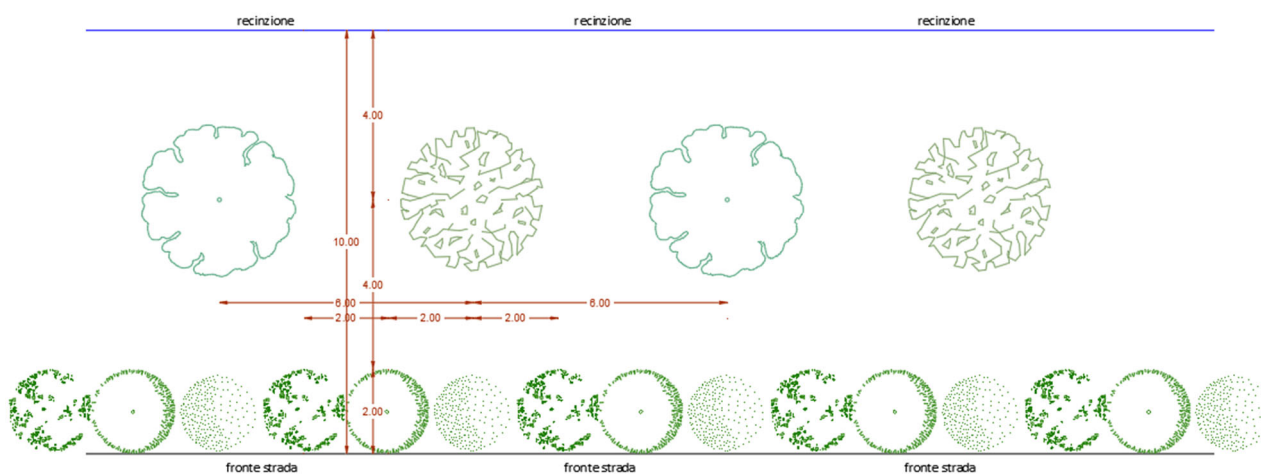 recinzione recinzione recinzione
4.00
10.00
4.00
6.00 6.00
2.00 2.00 2.00
2.00
fronte strada fronte strada fronte strada